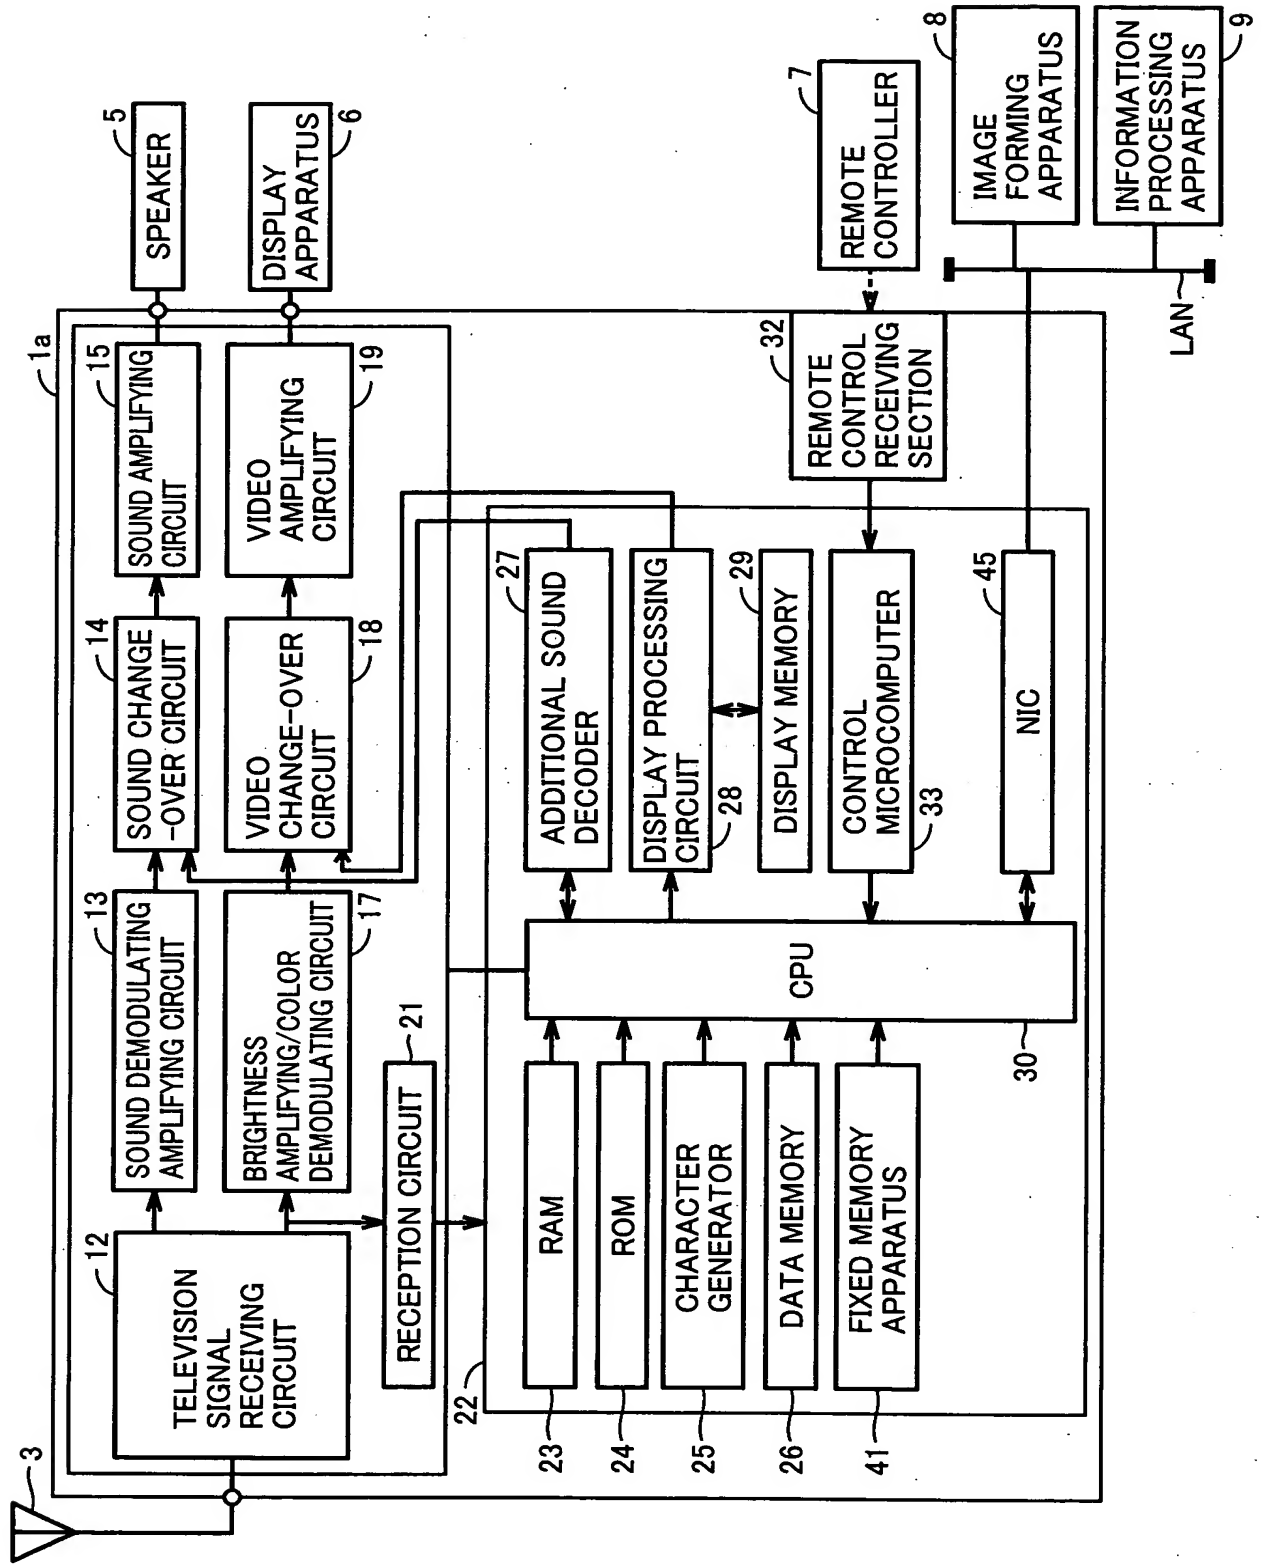 1a
3
12
TELEVISION
SIGNAL
RECEIVING
CIRCUIT
13
SOUND DEMODULATING
AMPLIFYING CIRCUIT
14
SOUND CHANGE
-OVER CIRCUIT
15
SOUND AMPLIFYING
CIRCUIT
5
SPEAKER
BRIGHTNESS
AMPLIFYING/COLOR
DEMODULATING CIRCUIT
17
VIDEO
CHANGE-OVER
CIRCUIT
18
VIDEO
AMPLIFYING
CIRCUIT
19
DISPLAY
APPARATUS
6
RECEPTION CIRCUIT
21
22
23
RAM
24
ROM
25
CHARACTER
GENERATOR
26
DATA MEMORY
41
FIXED MEMORY
APPARATUS
CPU
30
ADDITIONAL SOUND
DECODER
27
DISPLAY PROCESSING
CIRCUIT
28
DISPLAY MEMORY
29
CONTROL
MICROCOMPUTER
33
NIC
45
32
REMOTE
CONTROL
RECEIVING
SECTION
7
REMOTE
CONTROLLER
8
IMAGE
FORMING
APPARATUS
INFORMATION
PROCESSING
APPARATUS
9
LAN